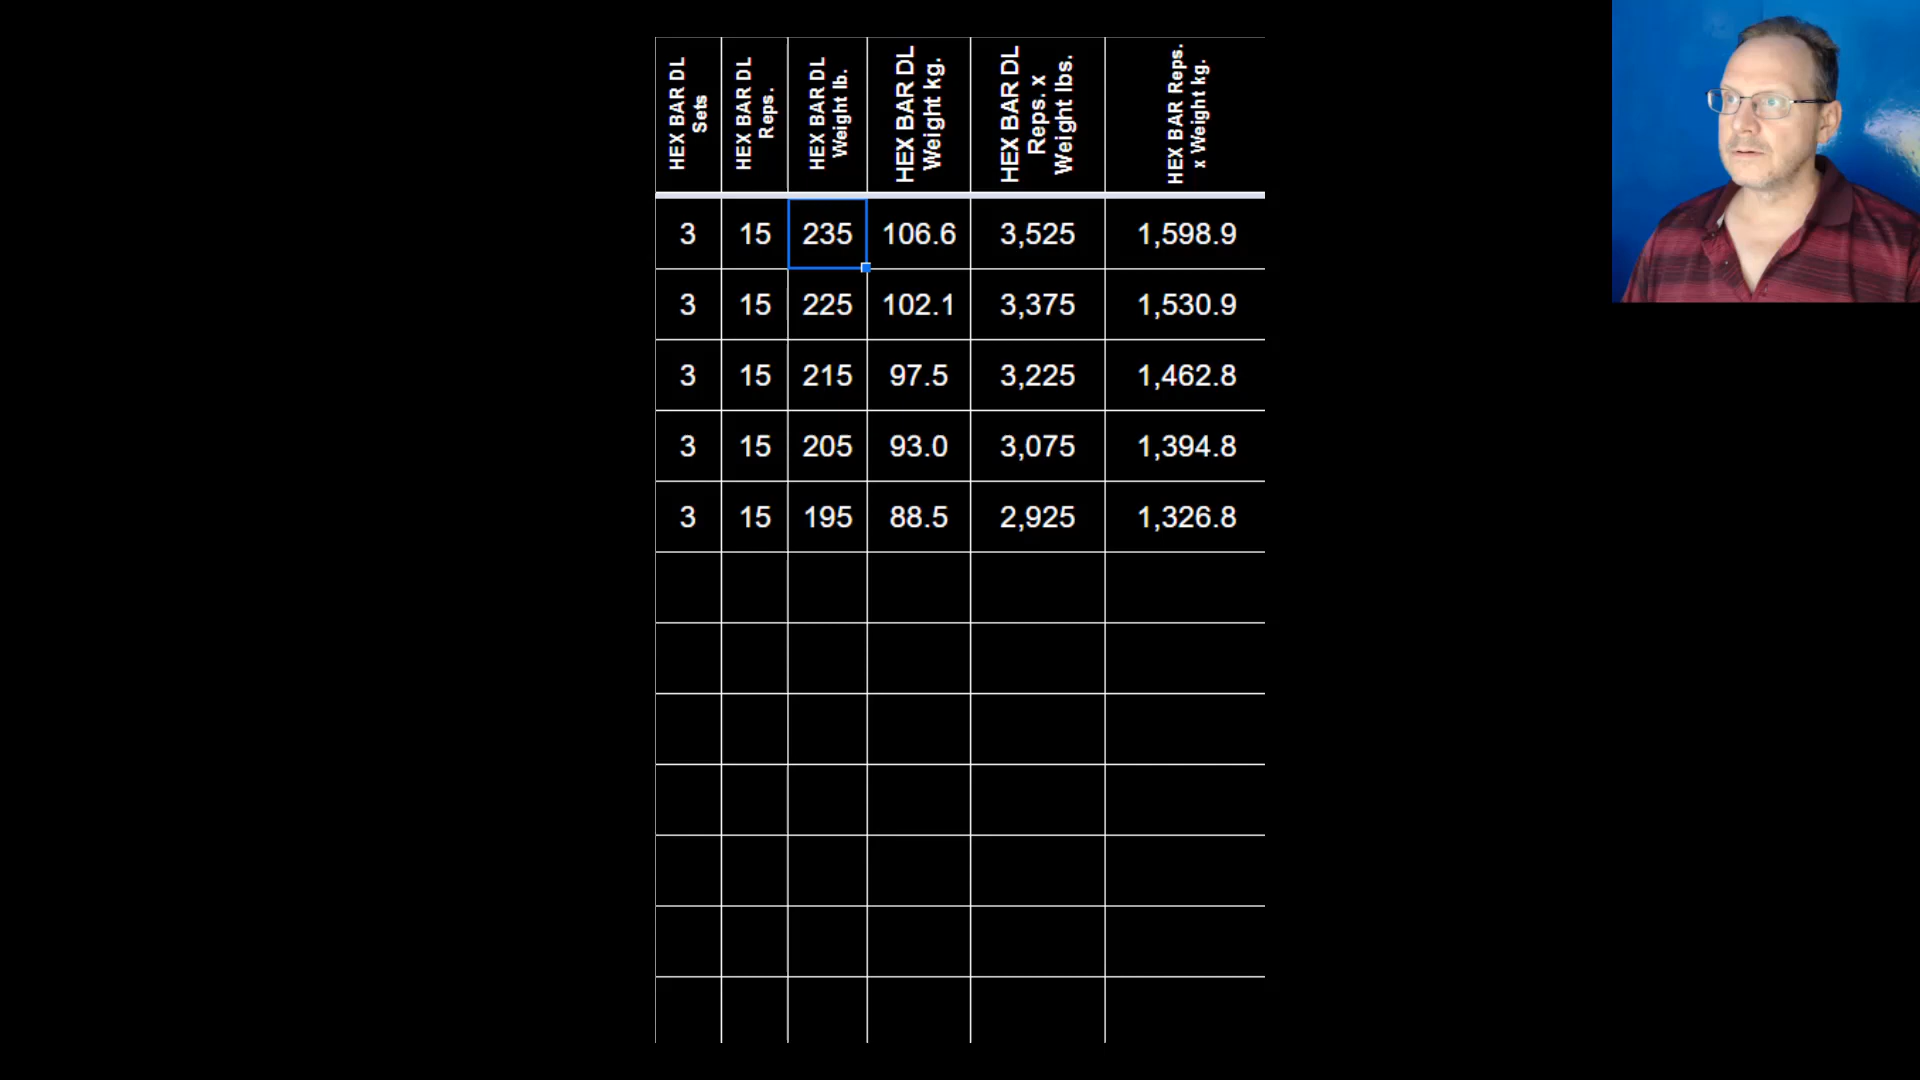 HEX BAR DL
Sets
HEX BAR DL
Reps.
HEX BAR DL
Weight lb.
HEX BAR DL
Weight kg.
HEX BAR DL
Reps. x
Weight lbs.
HEX BAR Reps.
x Weight kg.
3 15 235 106.6 3,525 1,598.9
3 15 225 102.1 3,375 1,530.9
3 15 215 97.5 3,225 1,462.8
3 15 205 93.0 3,075 1,394.8
3 15 195 88.5 2,925 1,326.8